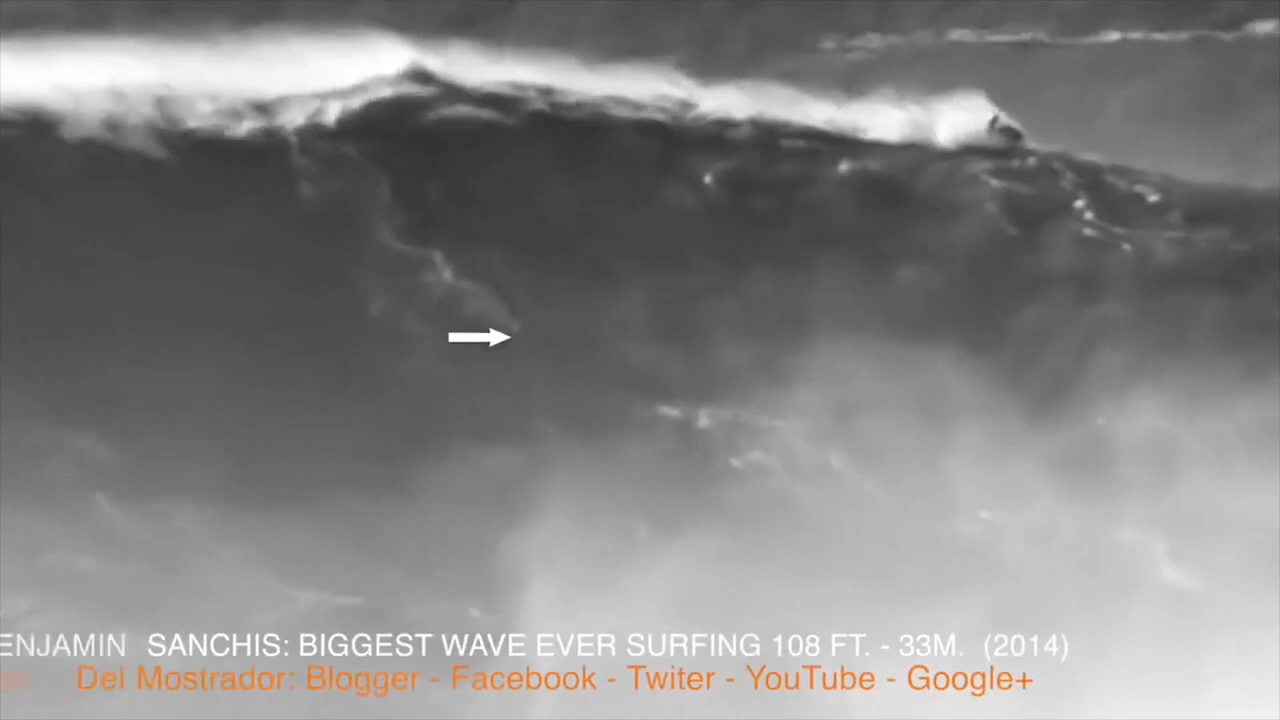 ENJAMIN SANCHIS: BIGGEST WAVE EVER SURFING 108 FT. - 33M. (2014)
Del Mostrador: Blogger - Facebook - Twiter - YouTube - Google+